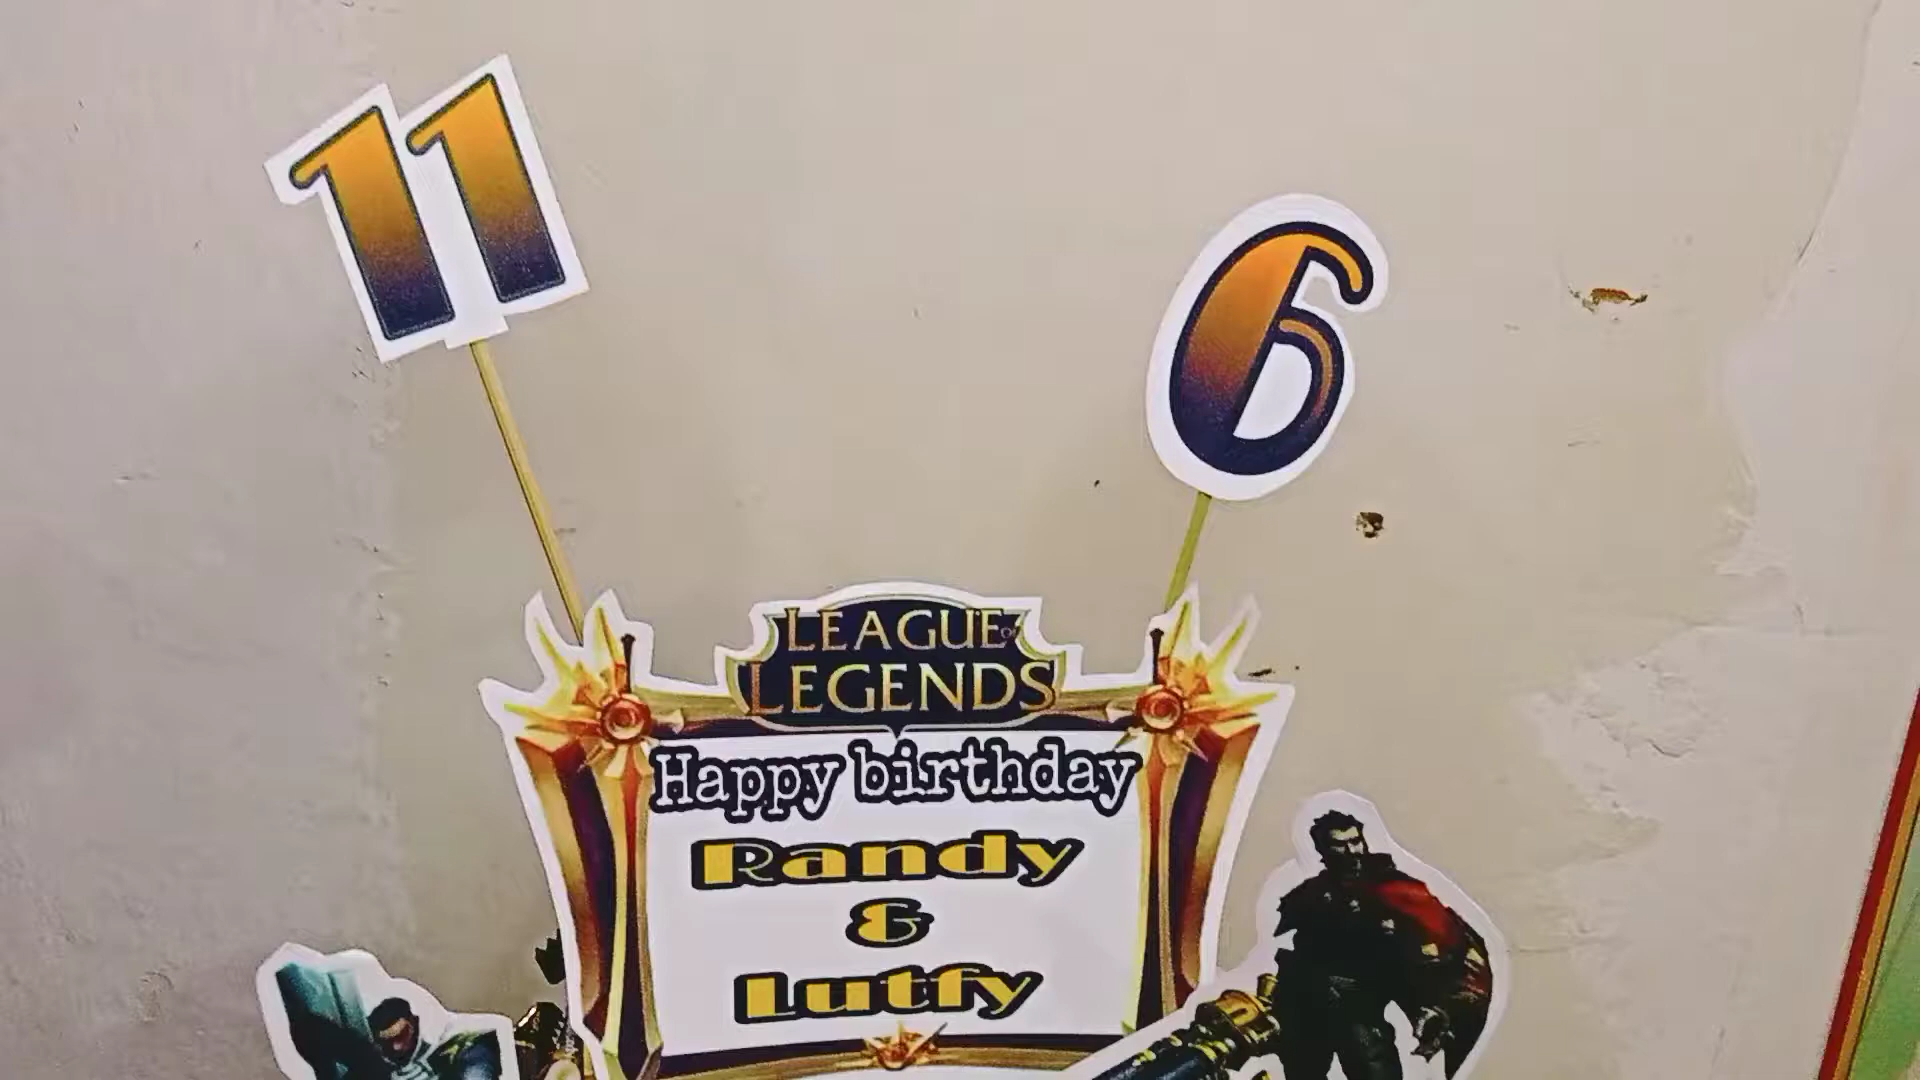 11
6
LEAGUE OF
LEGENDS
Happy birthday
Randy
&
Lutfy